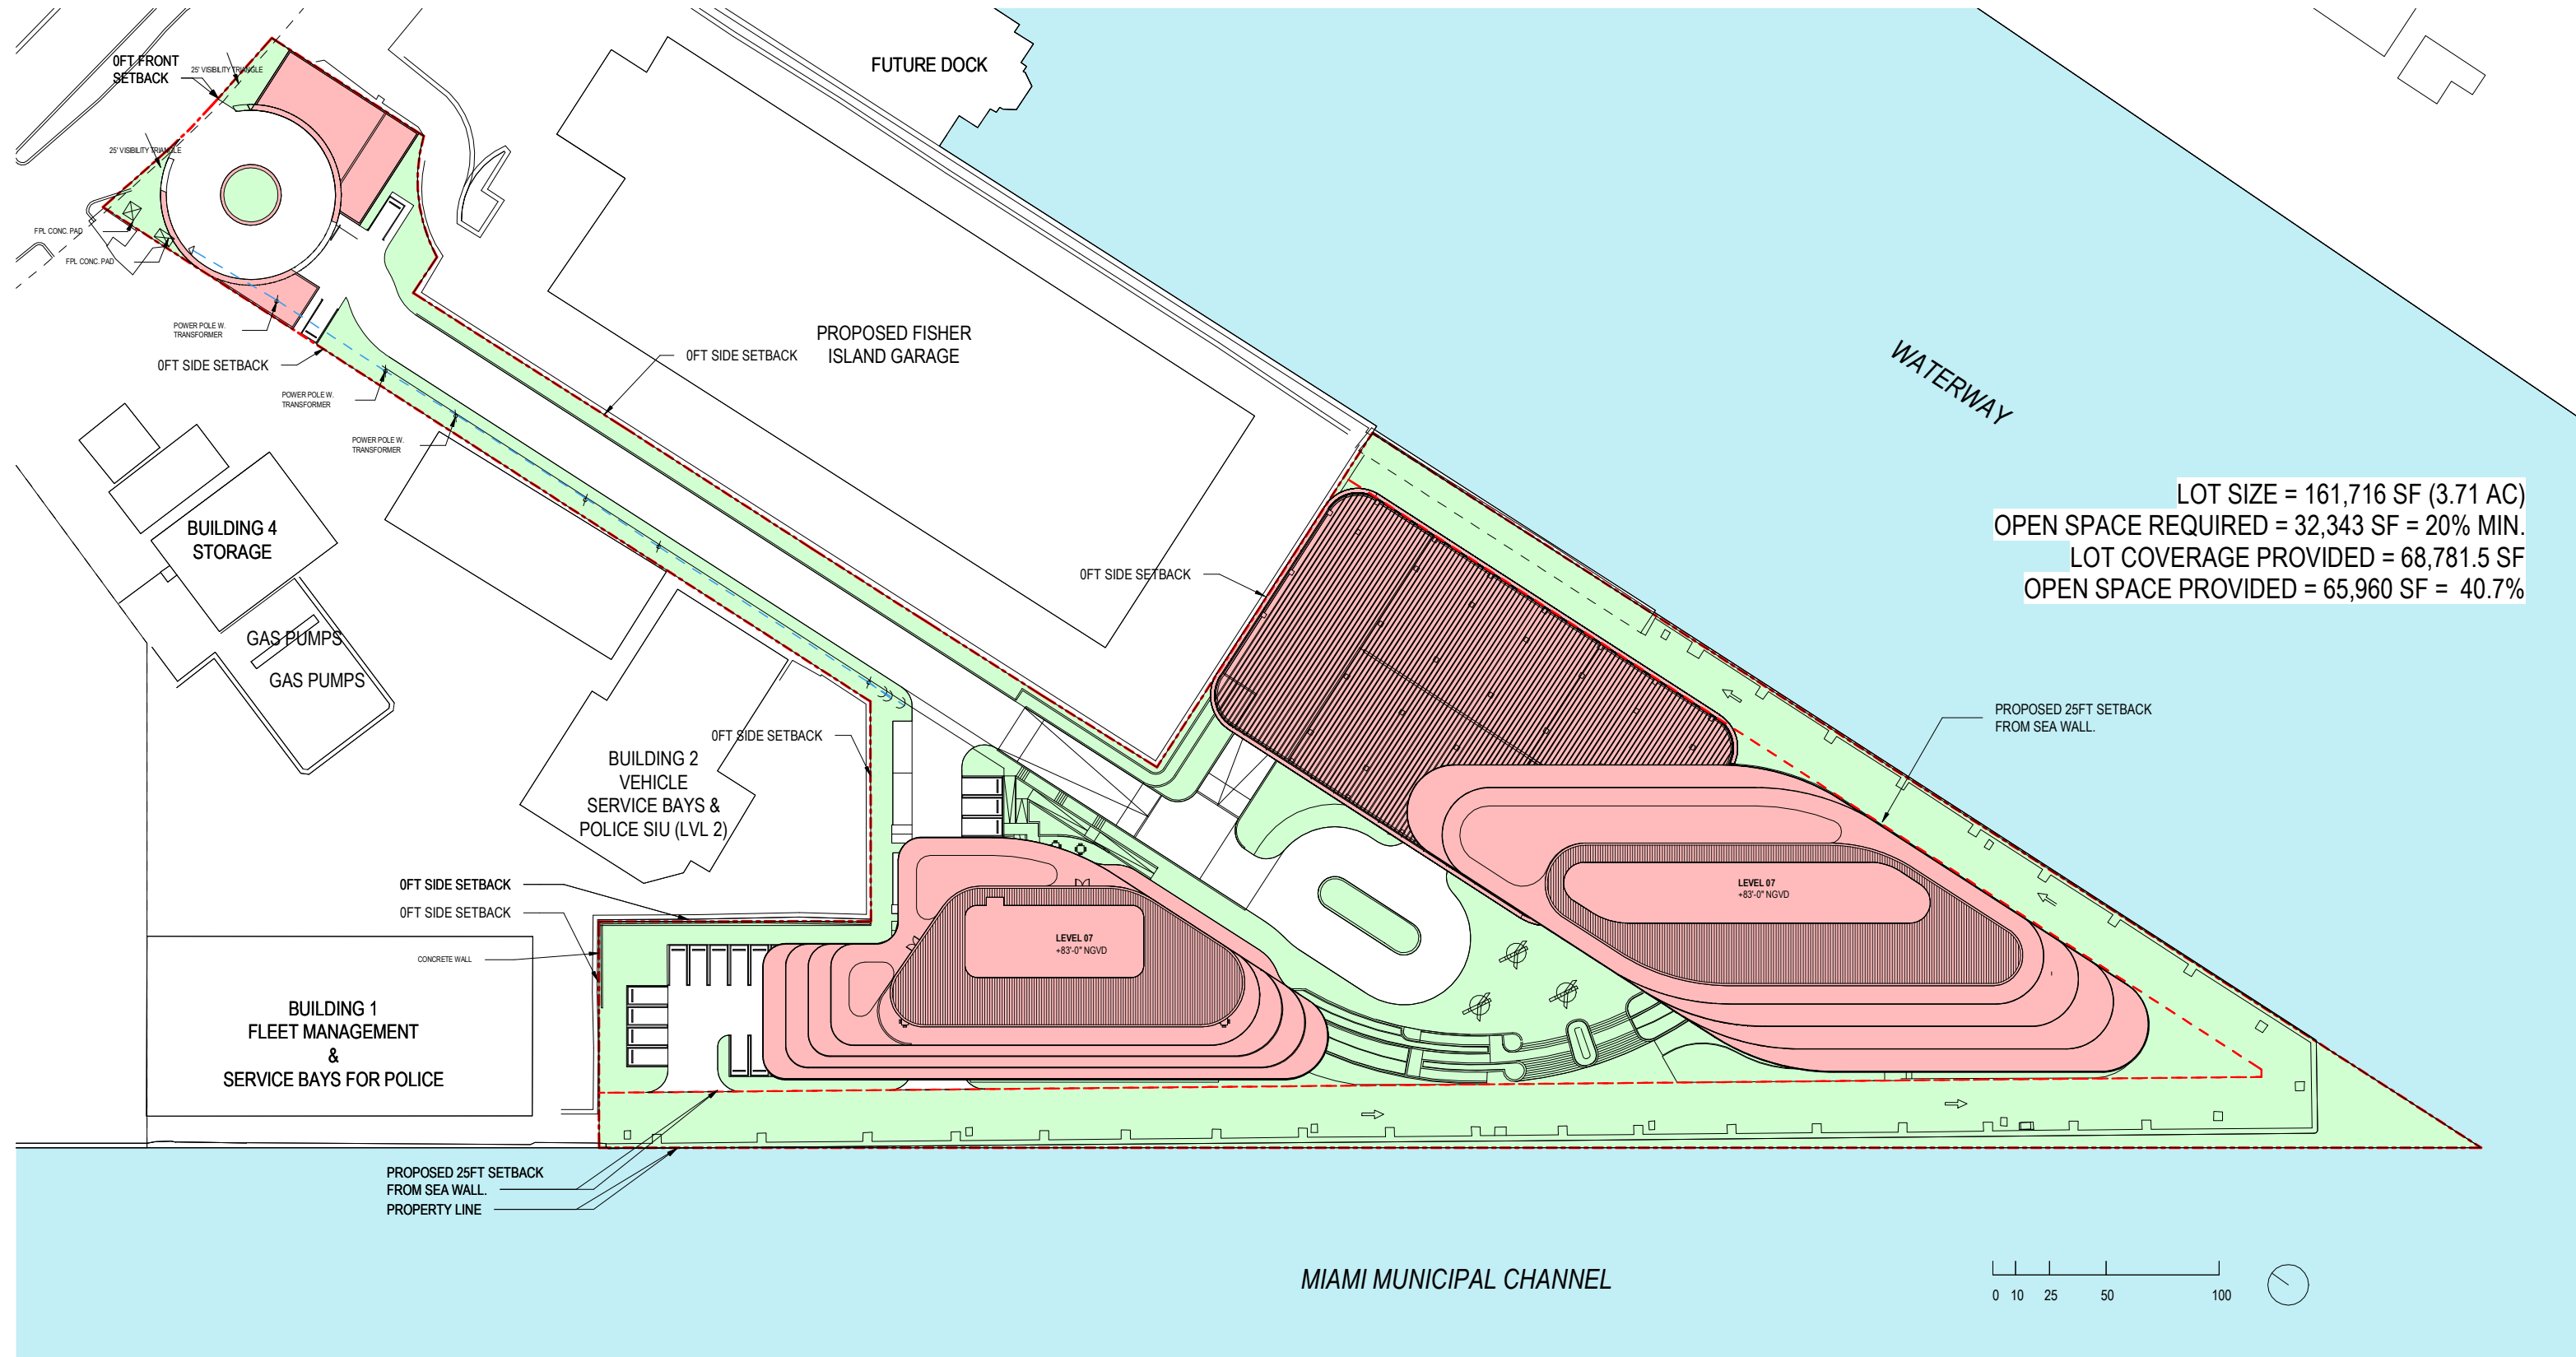 FUTURE DOCK
0FT FRONT
SETBACK
25' VISIBILITY TRIANGLE
25' VISIBILITY TRIANGLE
FPL CONC. PAD
FPL CONC. PAD
POWER POLE W.
TRANSFORMER
0FT SIDE SETBACK
POWER POLE W.
TRANSFORMER
POWER POLE W.
TRANSFORMER
0FT SIDE SETBACK
PROPOSED FISHER
ISLAND GARAGE
WATERWAY
LOT SIZE = 161,716 SF (3.71 AC)
OPEN SPACE REQUIRED = 32,343 SF = 20% MIN.
LOT COVERAGE PROVIDED = 68,781.5 SF
OPEN SPACE PROVIDED = 65,960 SF = 40.7%
BUILDING 4
STORAGE
GAS PUMPS
GAS PUMPS
0FT SIDE SETBACK
PROPOSED 25FT SETBACK
FROM SEA WALL.
0FT SIDE SETBACK
BUILDING 2
VEHICLE
SERVICE BAYS &
POLICE SIU (LVL 2)
0FT SIDE SETBACK
0FT SIDE SETBACK
LEVEL 07
+83'-0" NGVD
LEVEL 07
+83'-0" NGVD
CONCRETE WALL
BUILDING 1
FLEET MANAGEMENT
&
SERVICE BAYS FOR POLICE
PROPOSED 25FT SETBACK
FROM SEA WALL.
PROPERTY LINE
MIAMI MUNICIPAL CHANNEL
0 10 25 50 100